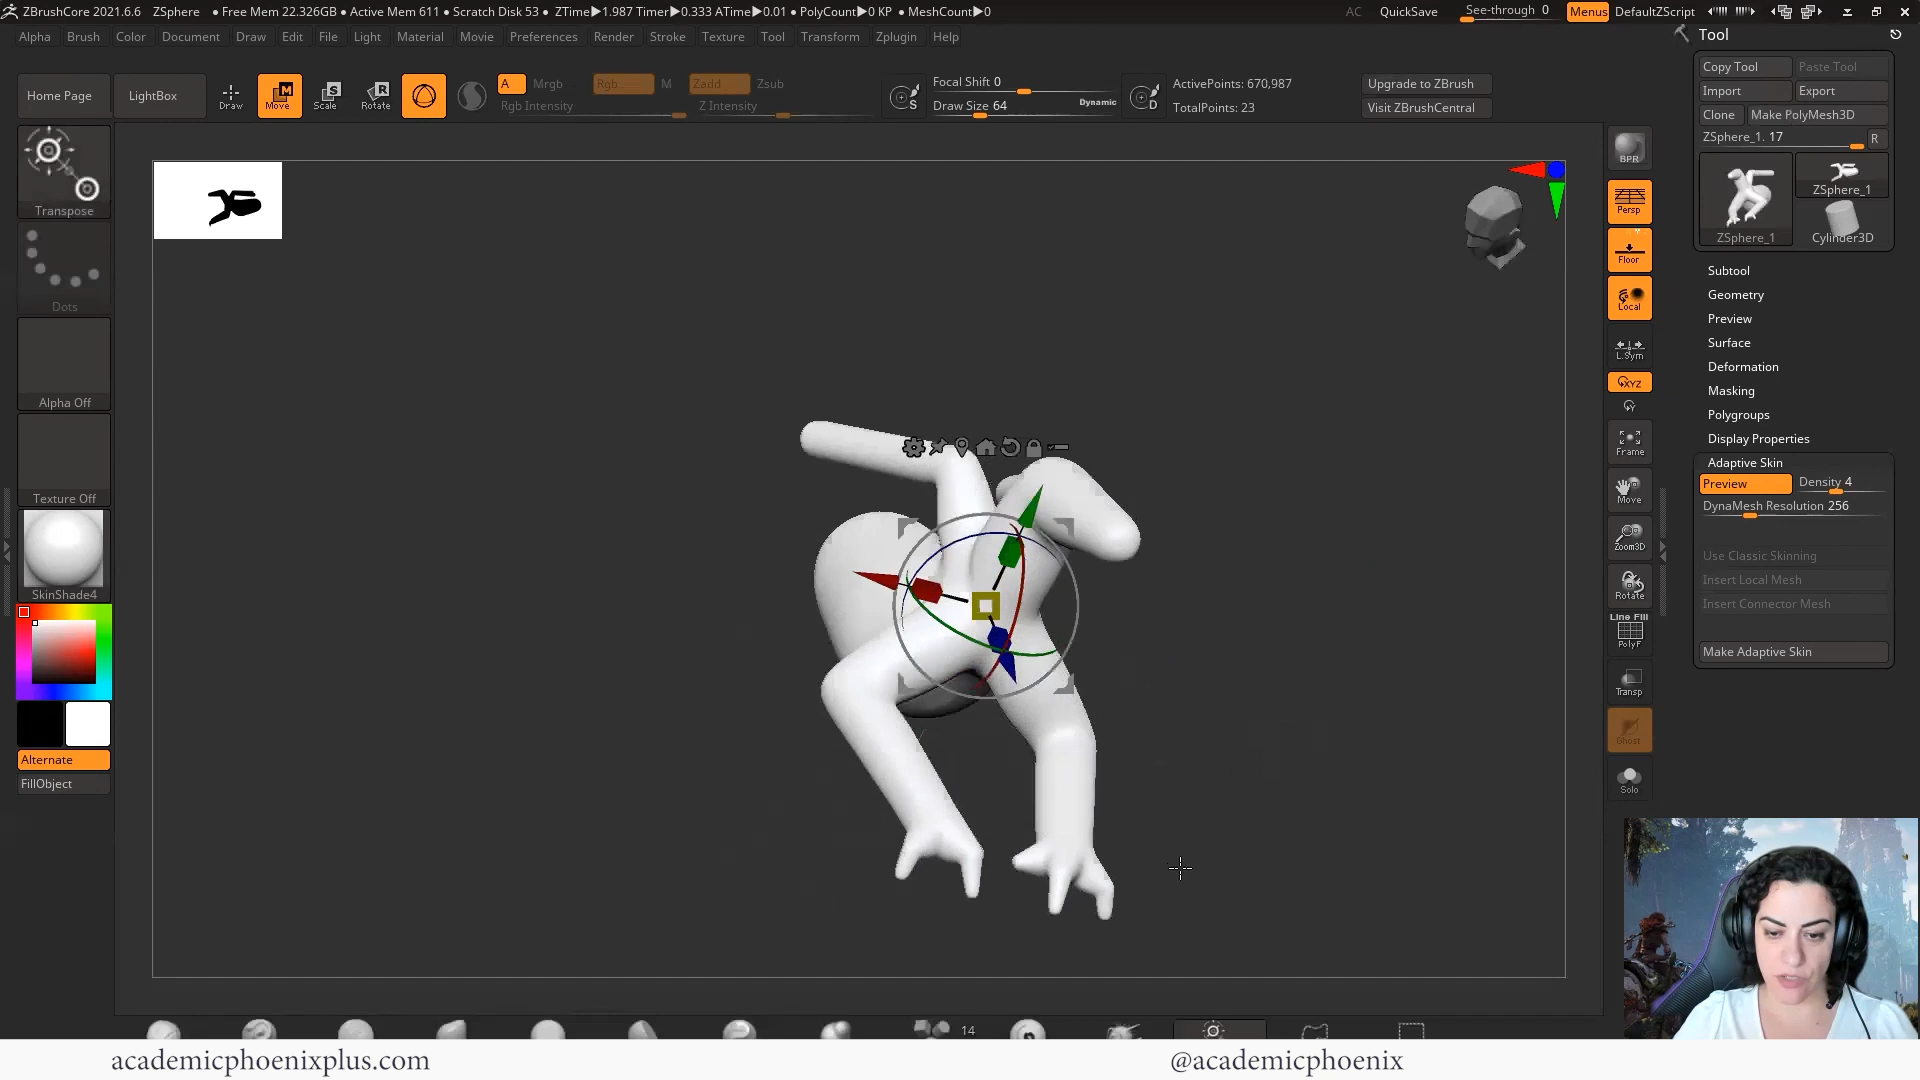 ZBrushCore 2021.6.6 ZSphere ● Free Mem 22.326GB ● Active Mem 611 ● Scratch Disk 53 ● ZTime▶1.987 Timer▶0.333 ATime▶0.01 ● PolyCount▶0 KP ● MeshCount▶0 AC QuickSave See-through 0 Menus DefaultZScript
Alpha Brush Color Document Draw Edit File Light Material Movie Preferences Render Stroke Texture Tool Transform Zplugin Help
Home Page LightBox Draw Move Scale Rotate
M S R
A Mrgb Rgb M Zadd Zsub
Rgb Intensity Z Intensity
S Focal Shift 0
Draw Size 64 Dynamic
D ActivePoints: 670,987
TotalPoints: 23
Upgrade to ZBrush
Visit ZBrushCentral
Transpose
Dots
Alpha Off
Texture Off
SkinShade4
Alternate
FillObject
BPR
Persp
Floor
Local
L.Sym
XYZ
Y
Frame
Move
Zoom3D
Rotate
Line Fill
PolyF
Transp
Ghost
Solo
Tool
Copy Tool Paste Tool
Import Export
Clone Make PolyMesh3D
ZSphere_1. 17 R
ZSphere_1
ZSphere_1 Cylinder3D
Subtool
Geometry
Preview
Surface
Deformation
Masking
Polygroups
Display Properties
Adaptive Skin
Preview Density 4
DynaMesh Resolution 256
Use Classic Skinning
Insert Local Mesh
Insert Connector Mesh
Make Adaptive Skin
14
academicphoenixplus.com @academicphoenix